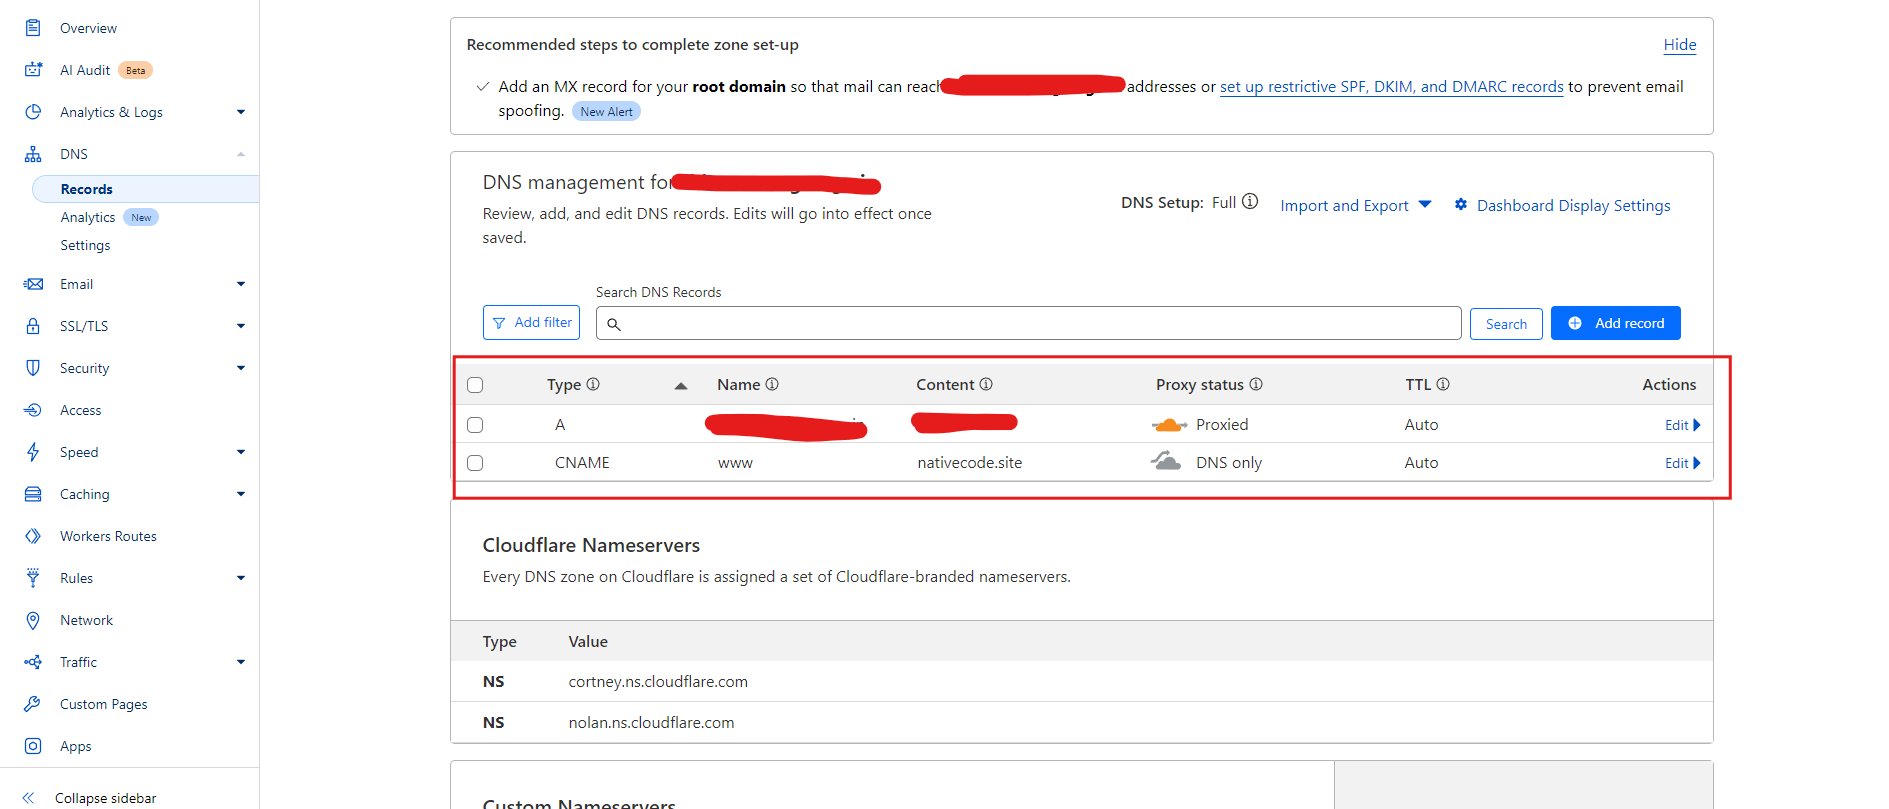 Overview
AI Audit Beta
Analytics & Logs
DNS
Records
Analytics New
Settings
Email
SSL/TLS
Security
Access
Speed
Caching
Workers Routes
Rules
Network
Traffic
Custom Pages
Apps
Collapse sidebar
Recommended steps to complete zone set-up
Hide
Add an MX record for your root domain so that mail can reach addresses or set up restrictive SPF, DKIM, and DMARC records to prevent email
spoofing. New Alert
DNS management for
Review, add, and edit DNS records. Edits will go into effect once
saved.
DNS Setup: Full
Import and Export
Dashboard Display Settings
Search DNS Records
Add filter
Search
Add record
Type Name Content Proxy status TTL Actions
A Proxied Auto Edit
CNAME www nativecode.site DNS only Auto Edit
Cloudflare Nameservers
Every DNS zone on Cloudflare is assigned a set of Cloudflare-branded nameservers.
Type Value
NS cortney.ns.cloudflare.com
NS nolan.ns.cloudflare.com
Custom Nameservers